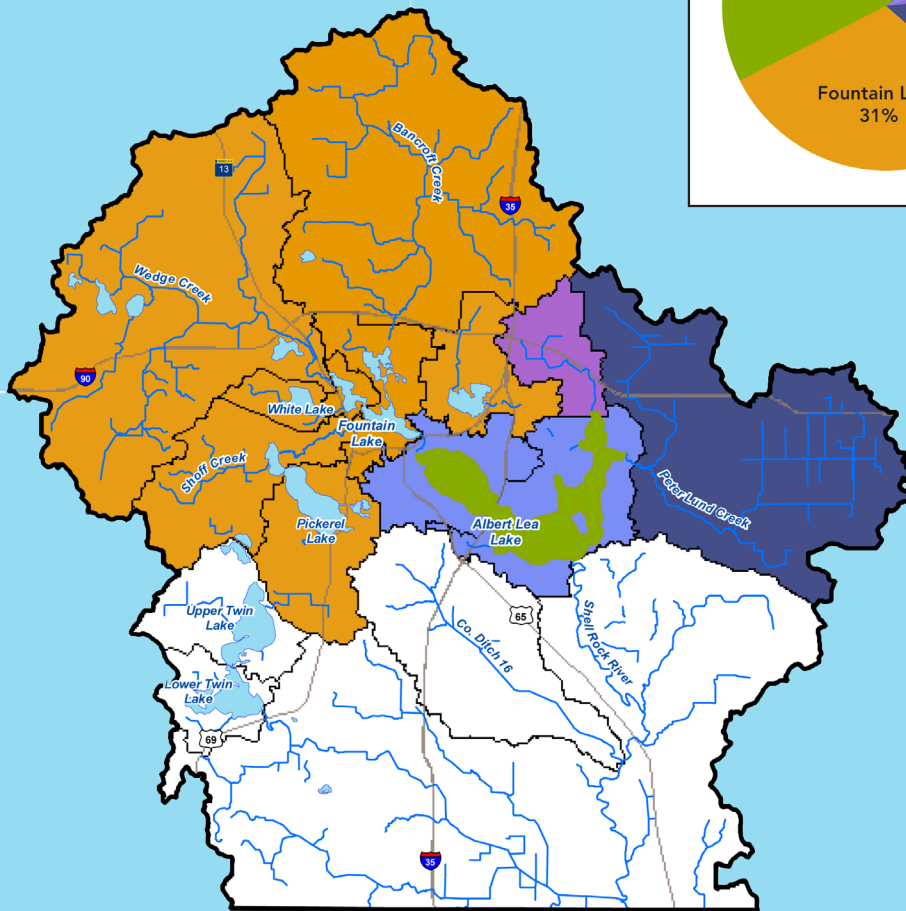 Fountain L
31%
Bancroft
Creek
13
35
Wedge Creek
90
White Lake
Fountain
Lake
Shoff Creek
Peter Lund Creek
Pickerel
Lake
Albert Lea
Lake
Upper Twin
Lake
65
Shell Rock River
Co. Ditch 16
Lower Twin
Lake
69
35